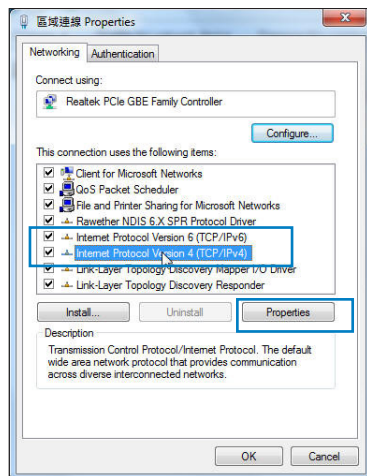 區域連線 Properties
Networking
Authentication
Connect using:
Realtek PCIe GBE Family Controller
Configure...
This connection uses the following items:
Client for Microsoft Networks
QoS Packet Scheduler
File and Printer Sharing for Microsoft Networks
Rawether NDIS 6.X SPR Protocol Driver
Internet Protocol Version 6 (TCP/IPv6)
Internet Protocol Version 4 (TCP/IPv4)
Link-Layer Topology Discovery Mapper I/O Driver
Link-Layer Topology Discovery Responder
Install...
Uninstall
Properties
Description
Transmission Control Protocol/Internet Protocol. The default
wide area network protocol that provides communication
across diverse interconnected networks.
OK
Cancel